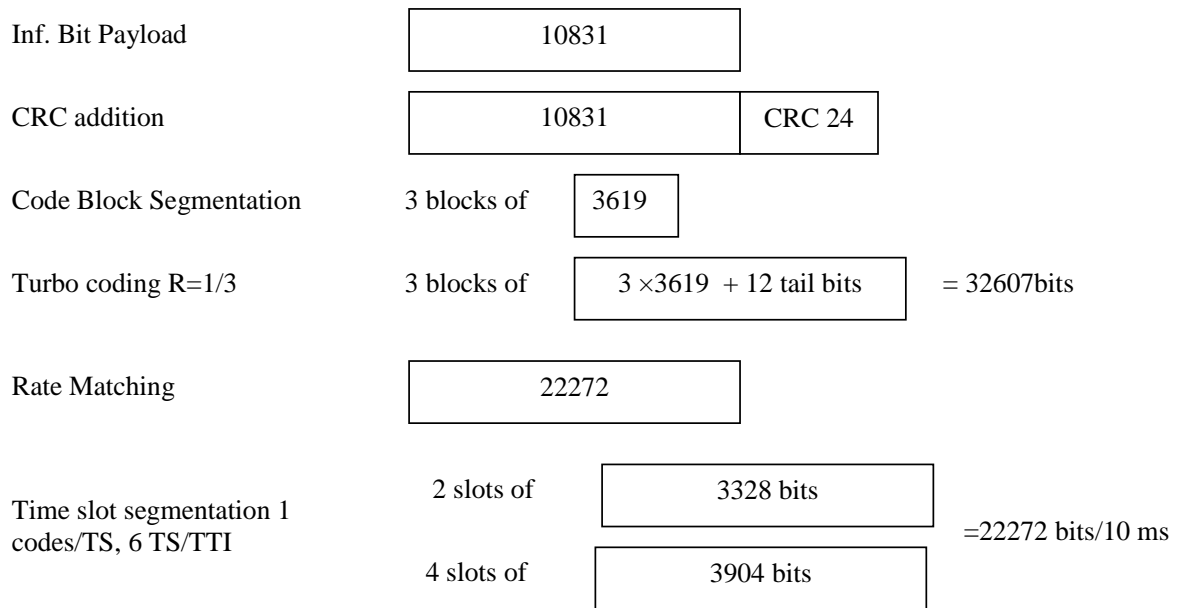 Inf. Bit Payload
10831
CRC addition
10831 CRC 24
Code Block Segmentation 3 blocks of 3619
Turbo coding R=1/3 3 blocks of 3 ×3619 + 12 tail bits = 32607bits
Rate Matching
22272
2 slots of 3328 bits
Time slot segmentation 1
codes/TS, 6 TS/TTI
=22272 bits/10 ms
4 slots of 3904 bits